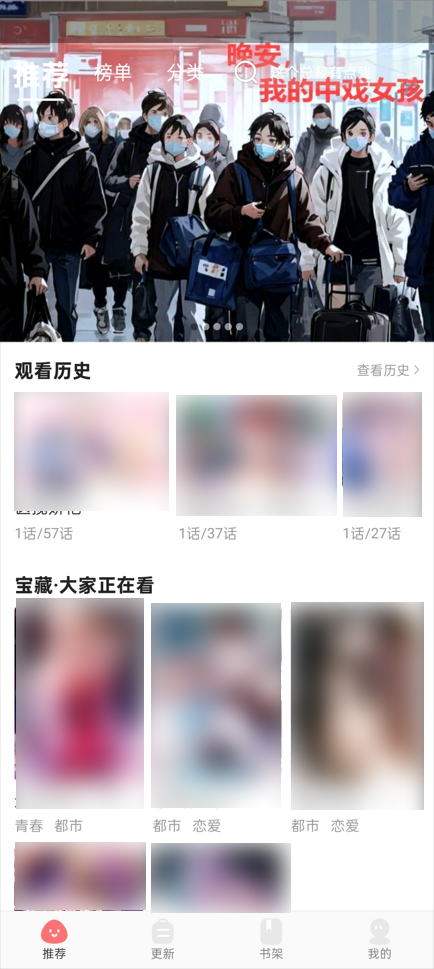 晚安，
推荐 榜单 分类
我的中戏女孩
观看历史
查看历史
1话/57话 1话/37话 1话/27话
宝藏·大家正在看
青春 都市 都市 恋爱 都市 恋爱
推荐 更新 书架 我的